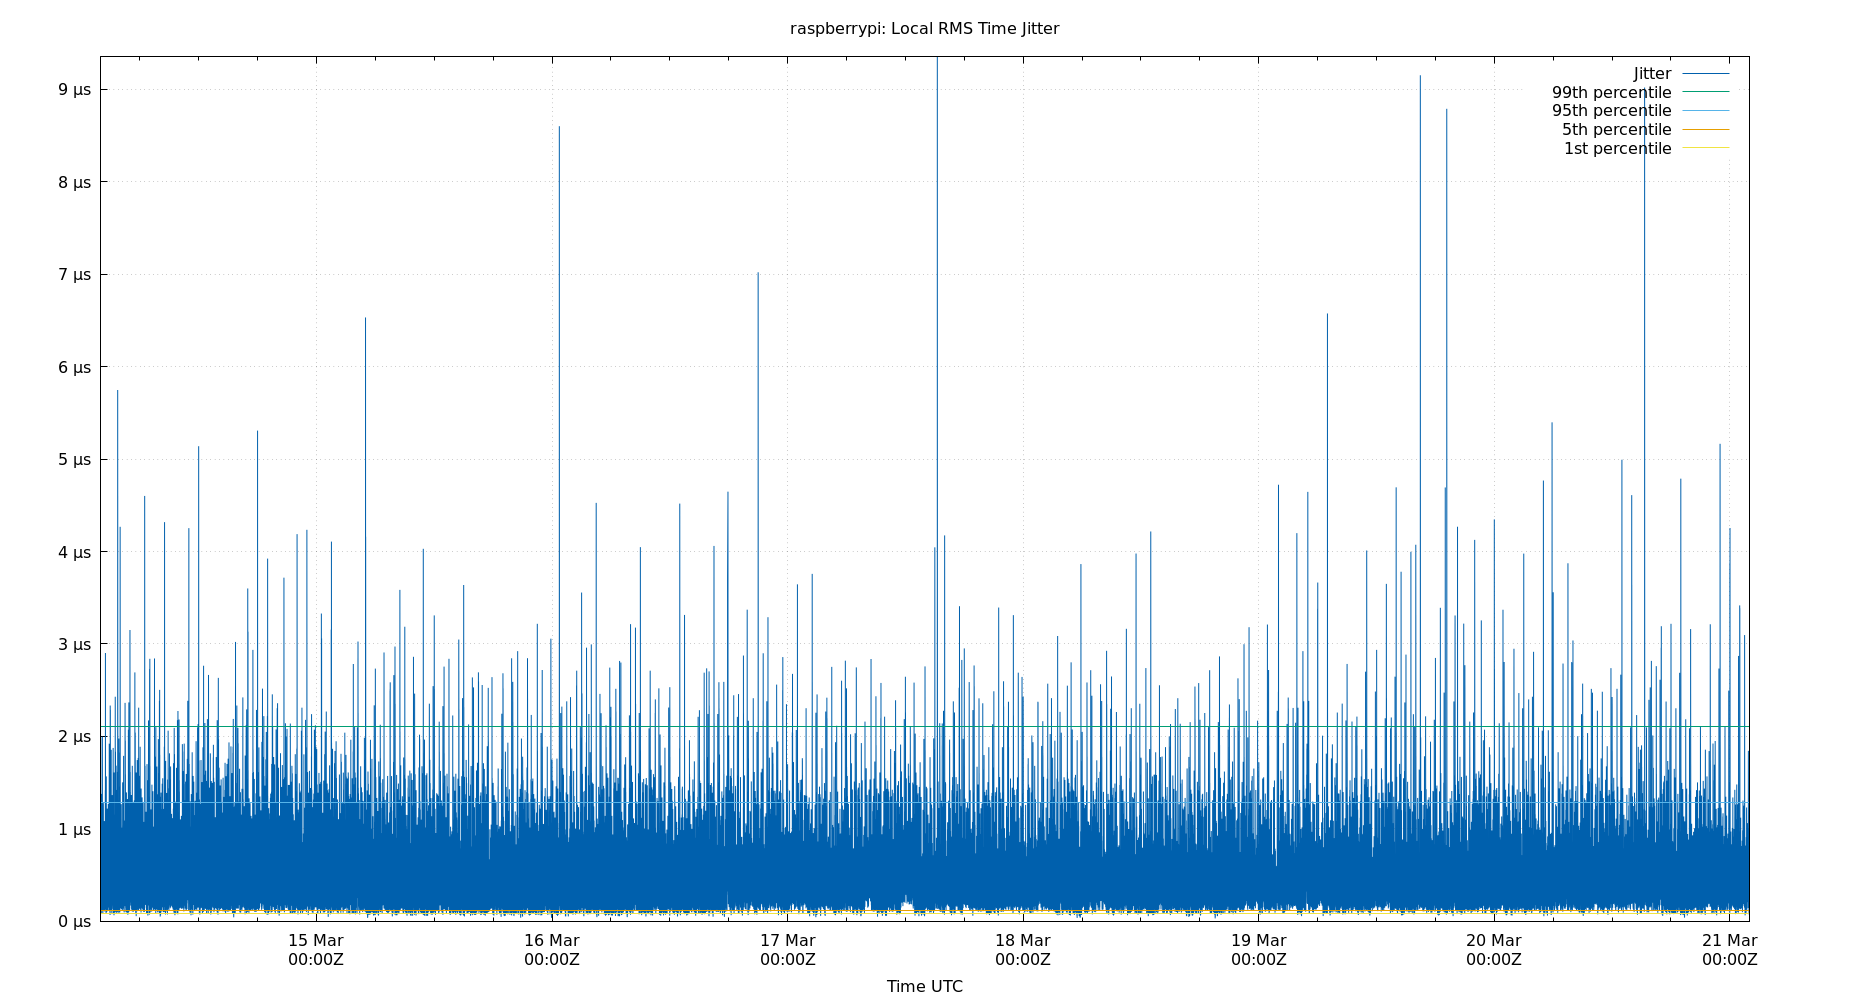 raspberrypi: Local RMS Time Jitter
Jitter
99th percentile
95th percentile
5th percentile
1st percentile
9 µs
8 µs
7 µs
6 µs
5 µs
4 µs
3 µs
2 µs
1 µs
0 µs
15 Mar 16 Mar 17 Mar 18 Mar 19 Mar 20 Mar 21 Mar
00:00Z 00:00Z 00:00Z 00:00Z 00:00Z 00:00Z 00:00Z
Time UTC